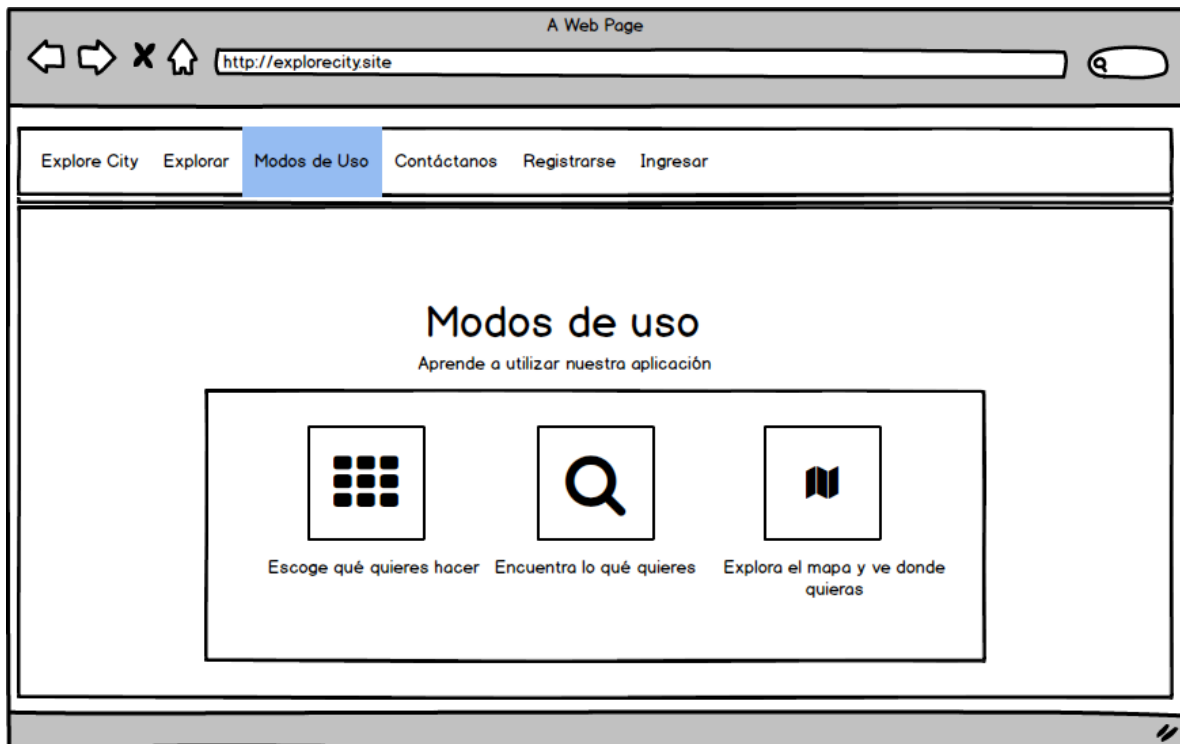 A Web Page
http://explorecity.site
Explore City Explorar Modos de Uso Contáctanos Registrarse Ingresar
Modos de uso
Aprende a utilizar nuestra aplicación
Escoge qué quieres hacer Encuentra lo qué quieres Explora el mapa y ve donde
quieras